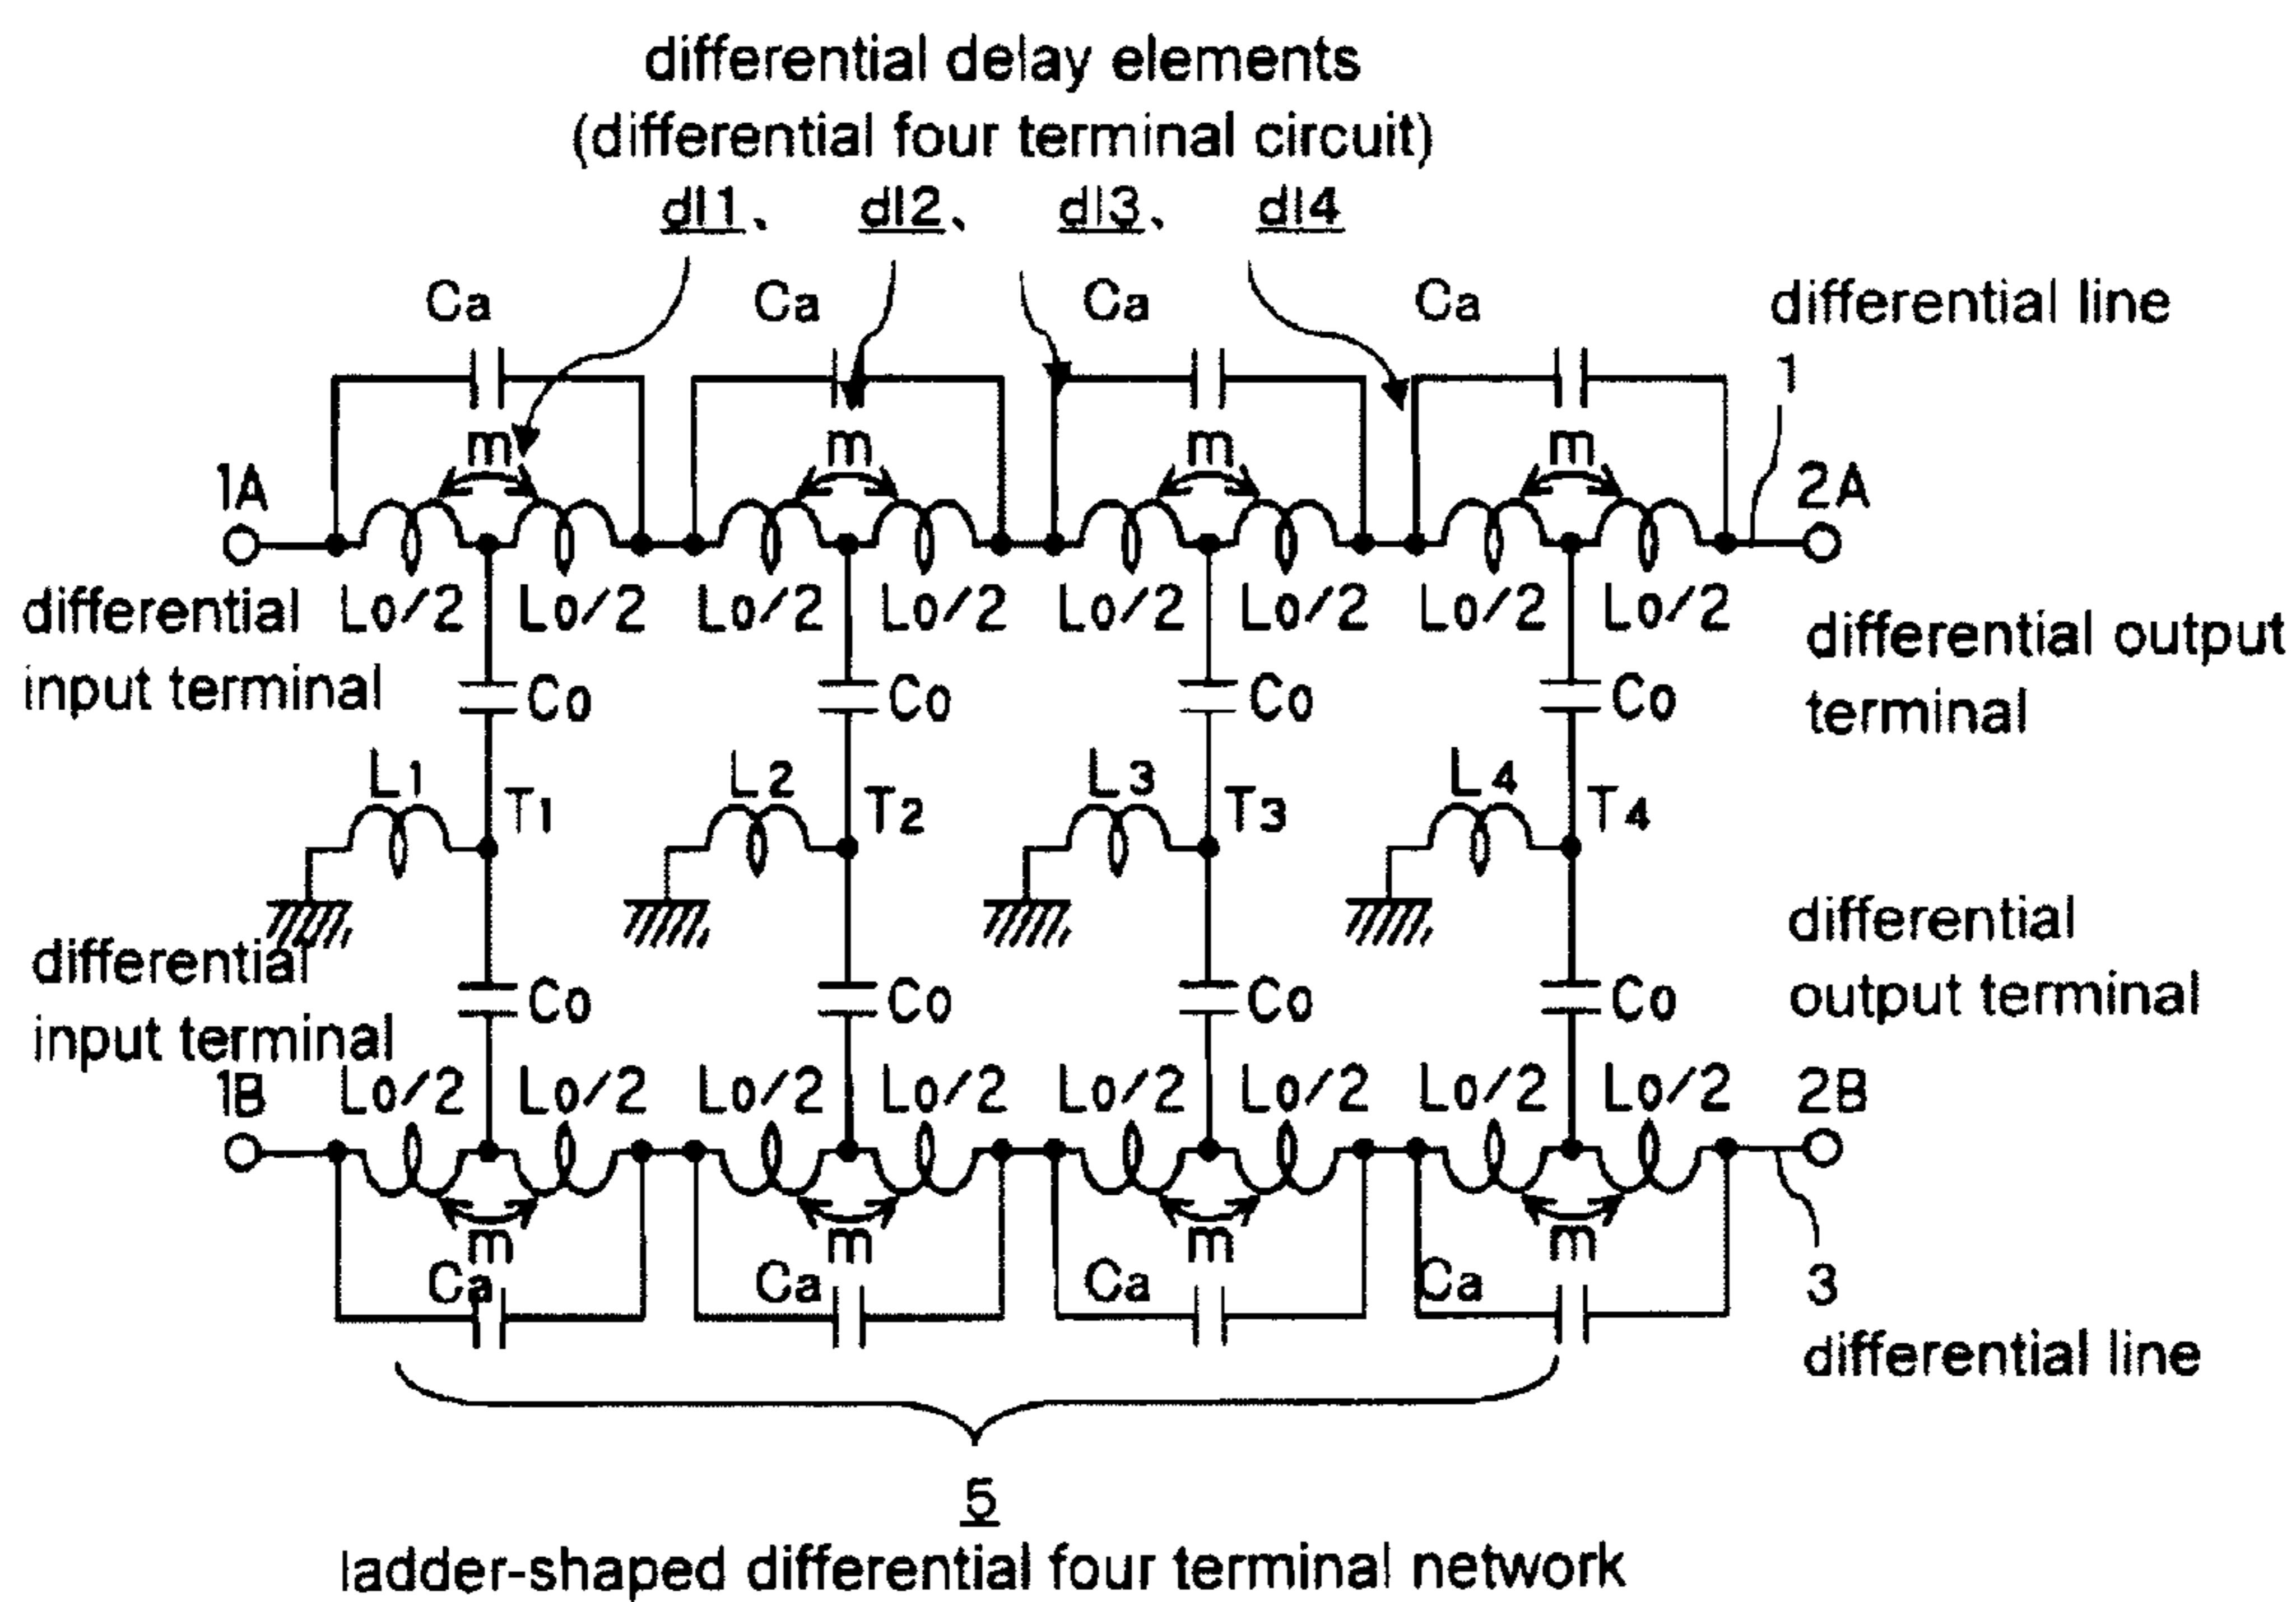 differential delay elements
(differential four terminal circuit)
dl1、 dl2、 dl3、 dl4
Ca Ca Ca Ca
differential line
1
m m m m
1A 2A
Lo/2 Lo/2 Lo/2 Lo/2 Lo/2 Lo/2 Lo/2 Lo/2
differential
input terminal
differential output
terminal
Co Co Co Co
L1 T1 L2 T2 L3 T3 L4 T4
differential
input terminal
differential
output terminal
Co Co Co Co
1B 2B
Lo/2 Lo/2 Lo/2 Lo/2 Lo/2 Lo/2 Lo/2 Lo/2
m m m m
Ca Ca Ca Ca
3
differential line
5
ladder-shaped differential four terminal network